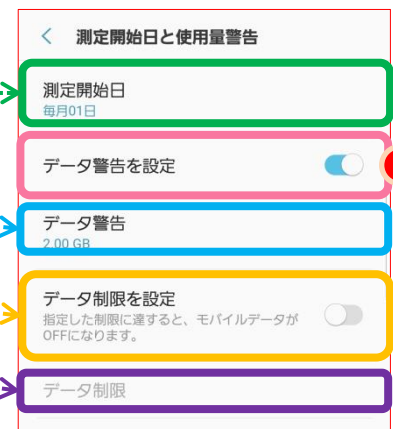 測定開始日と使用量警告
測定開始日
毎月01日
データ警告を設定
データ警告
2.00 GB
データ制限を設定
指定した制限に達すると、モバイルデータが
OFFになります。
データ制限